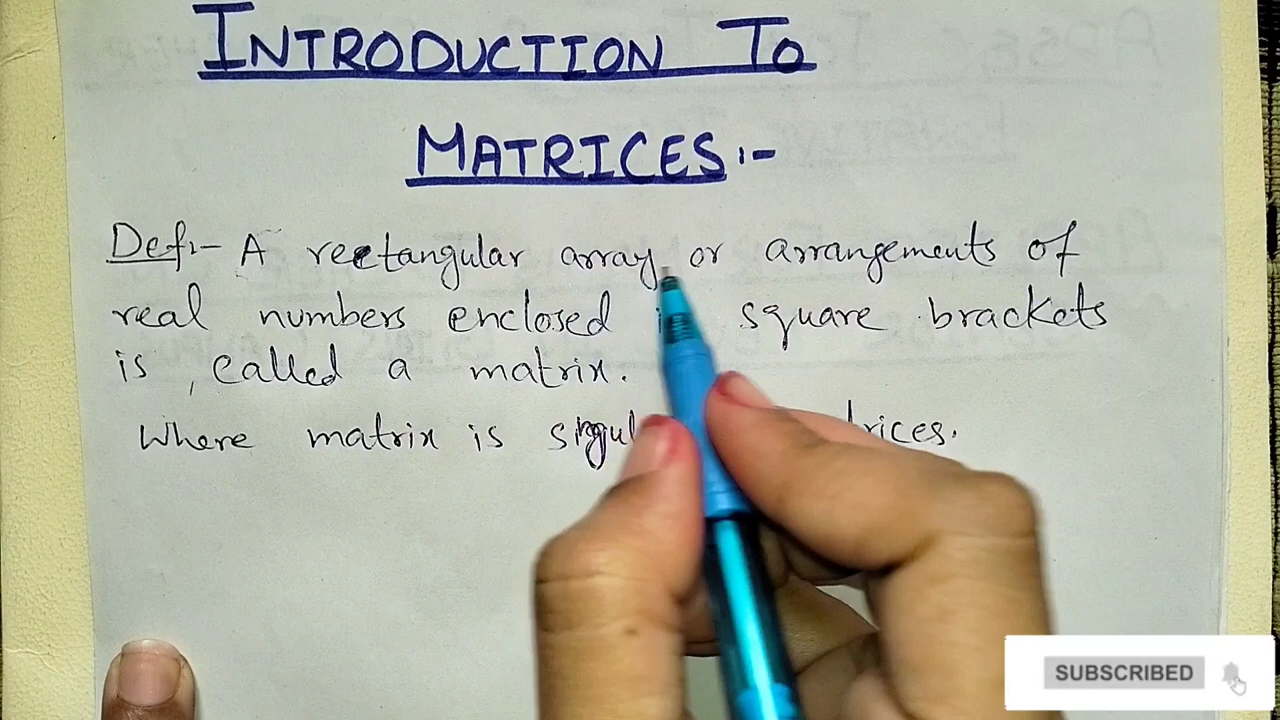 INTRODUCTION TO
MATRICES:-
Def:- A rectangular array or arrangements of
real numbers enclosed square brackets
is, called a matrix.
Where matrix is
SUBSCRIBED